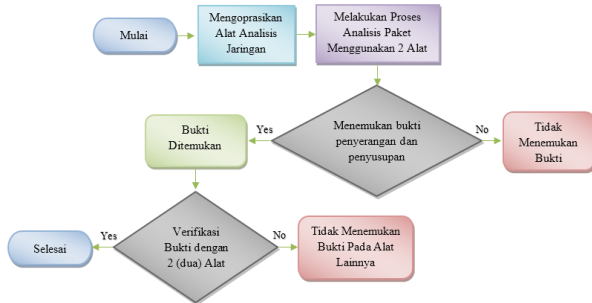 Mulai
Mengoprasikan
Alat Analisis
Jaringan
Melakukan Proses
Analisis Paket
Menggunakan 2 Alat
Menemukan bukti
penyerangan dan
penyusupan
Yes
No
Bukti
Ditemukan
Tidak
Menemukan
Bukti
Verifikasi
Bukti dengan
2 (dua) Alat
Yes
No
Selesai
Tidak Menemukan
Bukti Pada Alat
Lainnya